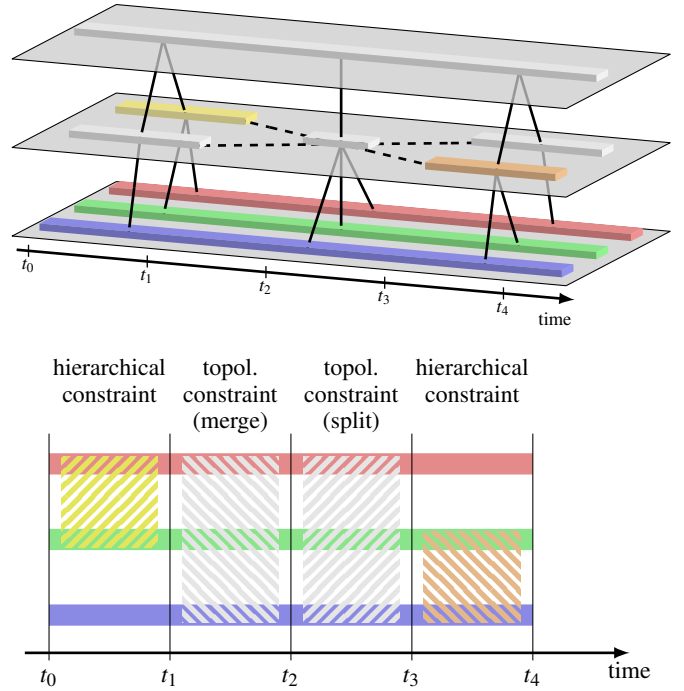 t0
t1
t2
t3
t4
time
hierarchical
constraint
topol.
constraint
(merge)
topol.
constraint
(split)
hierarchical
constraint
t0
t1
t2
t3
t4
time